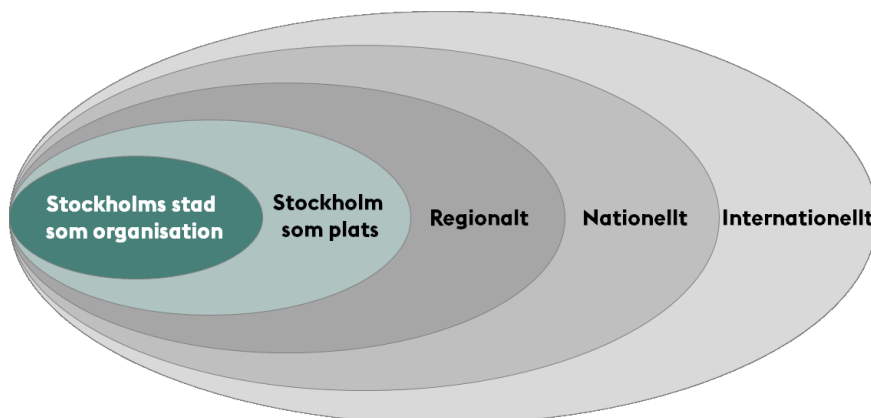 Stockholms stad
som organisation
Stockholm
som plats
Regionalt
Nationellt
Internationellt